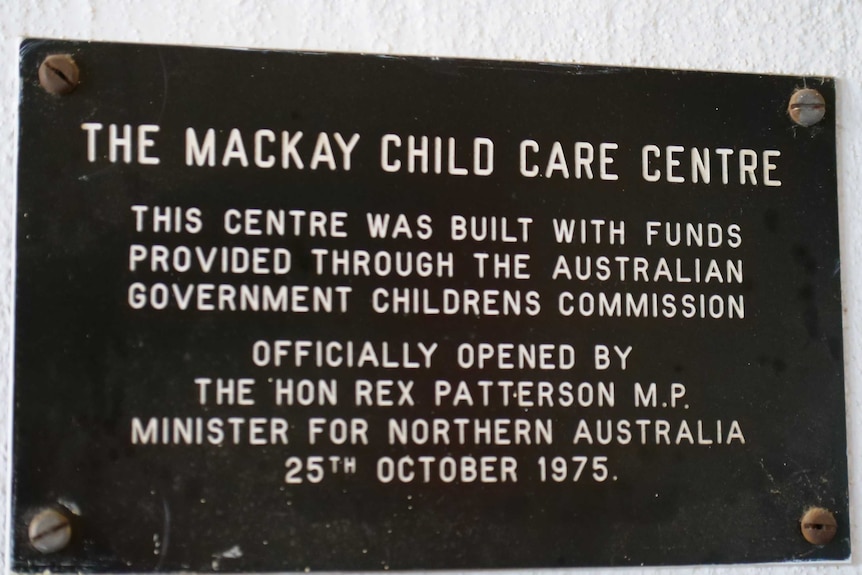 THE MACKAY CHILD CARE CENTRE
THIS CENTRE WAS BUILT WITH FUNDS
PROVIDED THROUGH THE AUSTRALIAN
GOVERNMENT CHILDRENS COMMISSION
OFFICIALLY OPENED BY
THE HON REX PATTERSON M.P.
MINISTER FOR NORTHERN AUSTRALIA
25TH OCTOBER 1975.